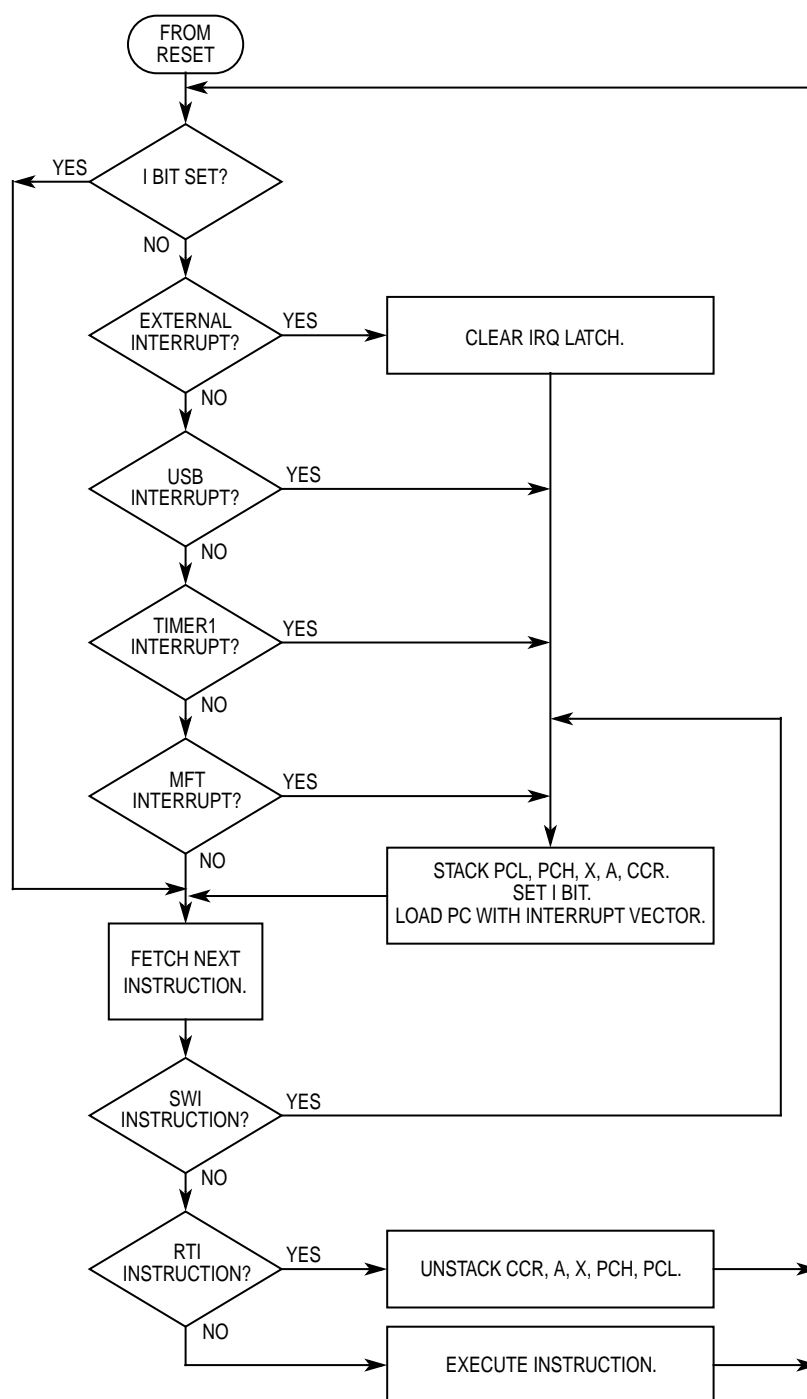 FROM
RESET
I BIT SET?
YES
NO
EXTERNAL
INTERRUPT?
YES
CLEAR IRQ LATCH.
NO
USB
INTERRUPT?
YES
NO
TIMER1
INTERRUPT?
YES
NO
MFT
INTERRUPT?
YES
NO
STACK PCL, PCH, X, A, CCR.
SET I BIT.
LOAD PC WITH INTERRUPT VECTOR.
FETCH NEXT
INSTRUCTION.
SWI
INSTRUCTION?
YES
NO
RTI
INSTRUCTION?
YES
UNSTACK CCR, A, X, PCH, PCL.
NO
EXECUTE INSTRUCTION.